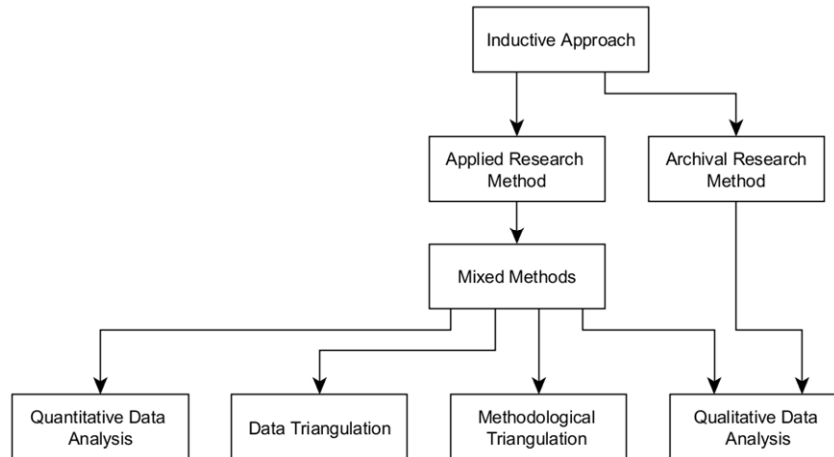 Inductive Approach
Applied Research
Method
Archival Research
Method
Mixed Methods
Quantitative Data
Analysis
Data Triangulation
Methodological
Triangulation
Qualitative Data
Analysis